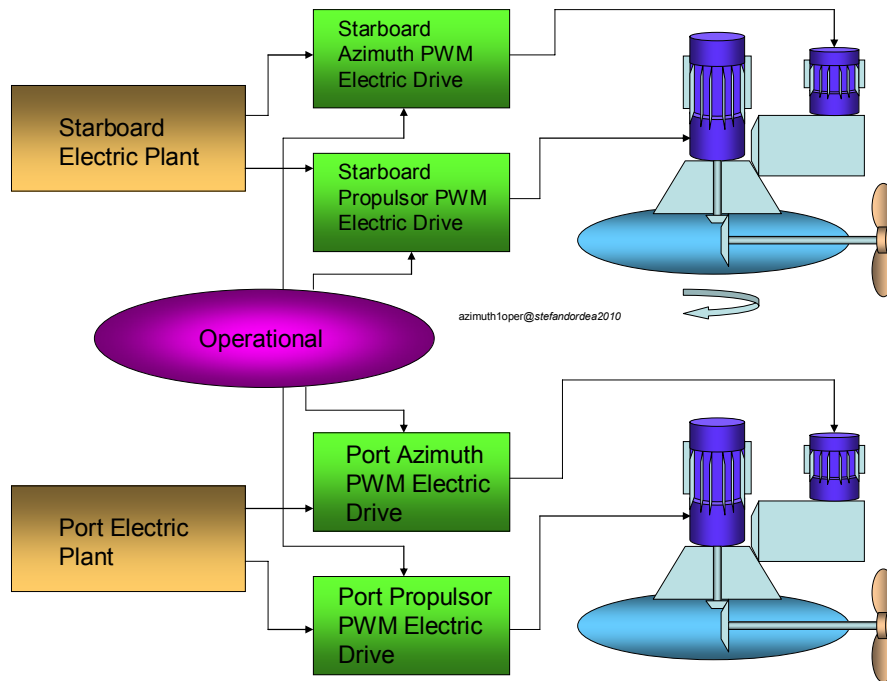 Starboard
Azimuth PWM
Electric Drive
Starboard
Electric Plant
Starboard
Propulsor PWM
Electric Drive
azimuth1oper@stefandordea2010
Operational
Port Azimuth
PWM Electric
Drive
Port Electric
Plant
Port Propulsor
PWM Electric
Drive